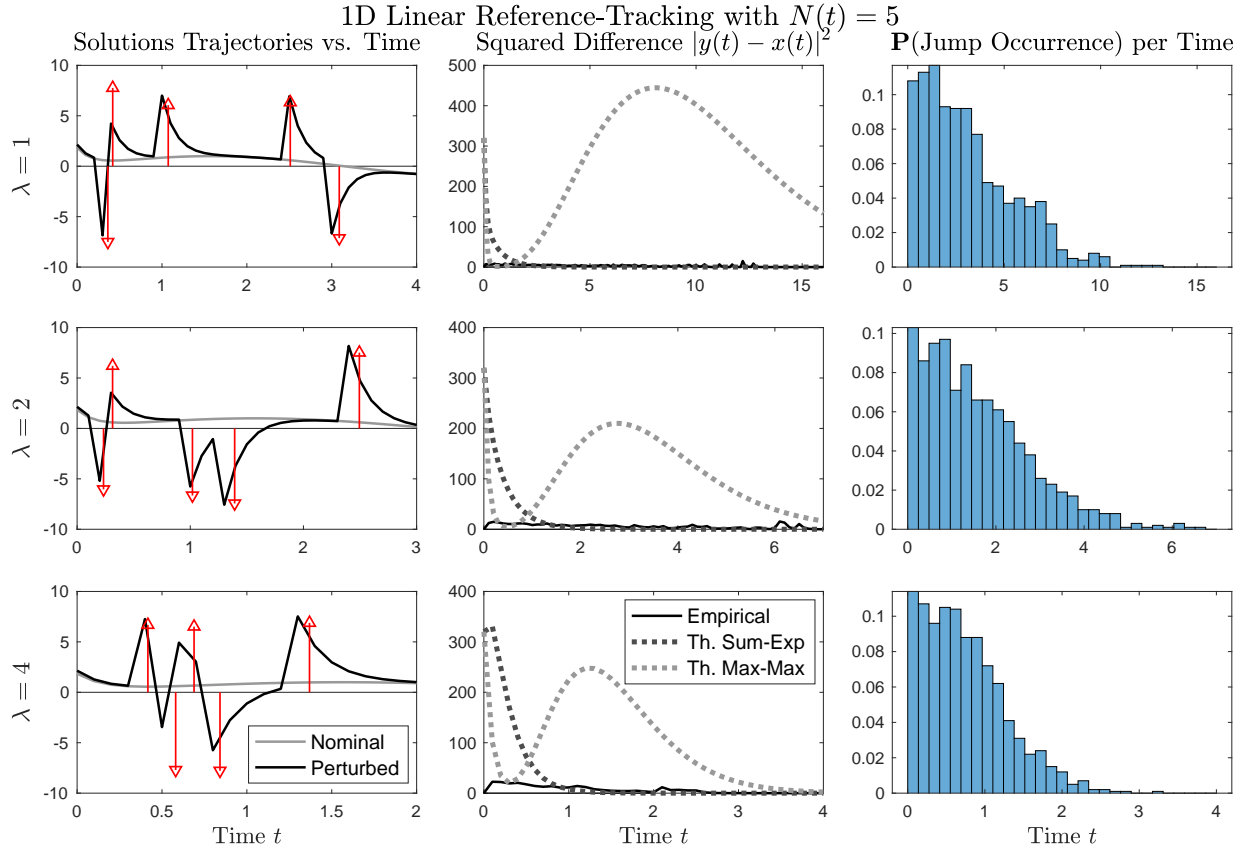 1D Linear Reference-Tracking with N(t) = 5
Solutions Trajectories vs. Time
Squared Difference |y(t) − x(t)|²
P(Jump Occurrence) per Time
λ = 1
10
5
0
-5
-10
0 1 2 3 4
500
400
300
200
100
0
0 5 10 15
0.1
0.08
0.06
0.04
0.02
0
0 5 10 15
λ = 2
10
5
0
-5
-10
0 1 2 3
400
300
200
100
0
0 2 4 6
0.1
0.08
0.06
0.04
0.02
0
0 2 4 6
λ = 4
10
5
0
-5
-10
0 0.5 1 1.5 2
Nominal
Perturbed
Time t
400
300
200
100
0
0 1 2 3 4
Empirical
Th. Sum-Exp
Th. Max-Max
Time t
0.1
0.08
0.06
0.04
0.02
0
0 1 2 3 4
Time t